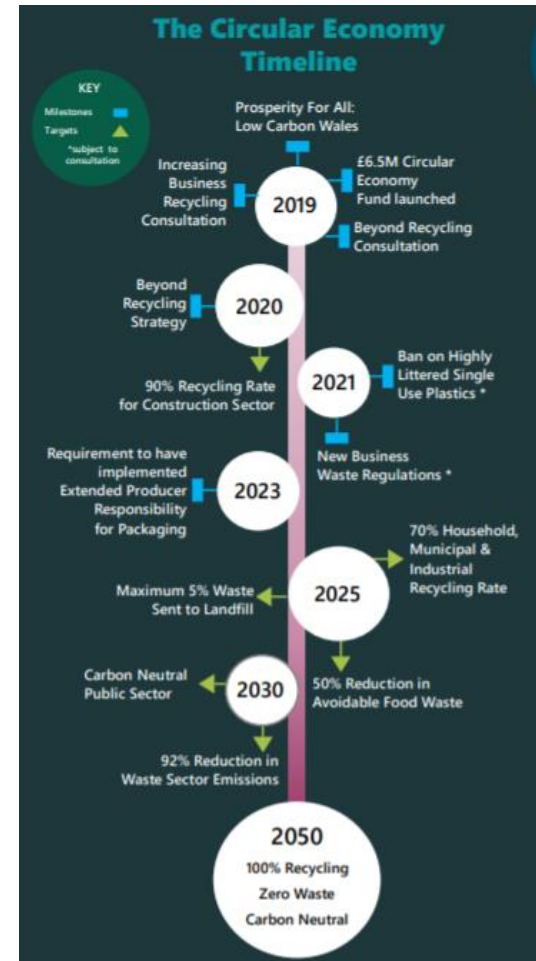 The Circular Economy
Timeline
KEY
Milestones
Targets
*subject to
consultation
Prosperity For All:
Low Carbon Wales
Increasing
Business
Recycling
Consultation
2019
£6.5M Circular
Economy
Fund launched
Beyond Recycling
Consultation
Beyond
Recycling
Strategy
2020
90% Recycling Rate
for Construction Sector
2021
Ban on Highly
Littered Single
Use Plastics *
New Business
Waste Regulations *
Requirement to have
implemented
Extended Producer
Responsibility
for Packaging
2023
70% Household,
Municipal &
Industrial
Recycling Rate
2025
Maximum 5% Waste
Sent to Landfill
50% Reduction in
Avoidable Food Waste
Carbon Neutral
Public Sector
2030
92% Reduction in
Waste Sector Emissions
2050
100% Recycling
Zero Waste
Carbon Neutral